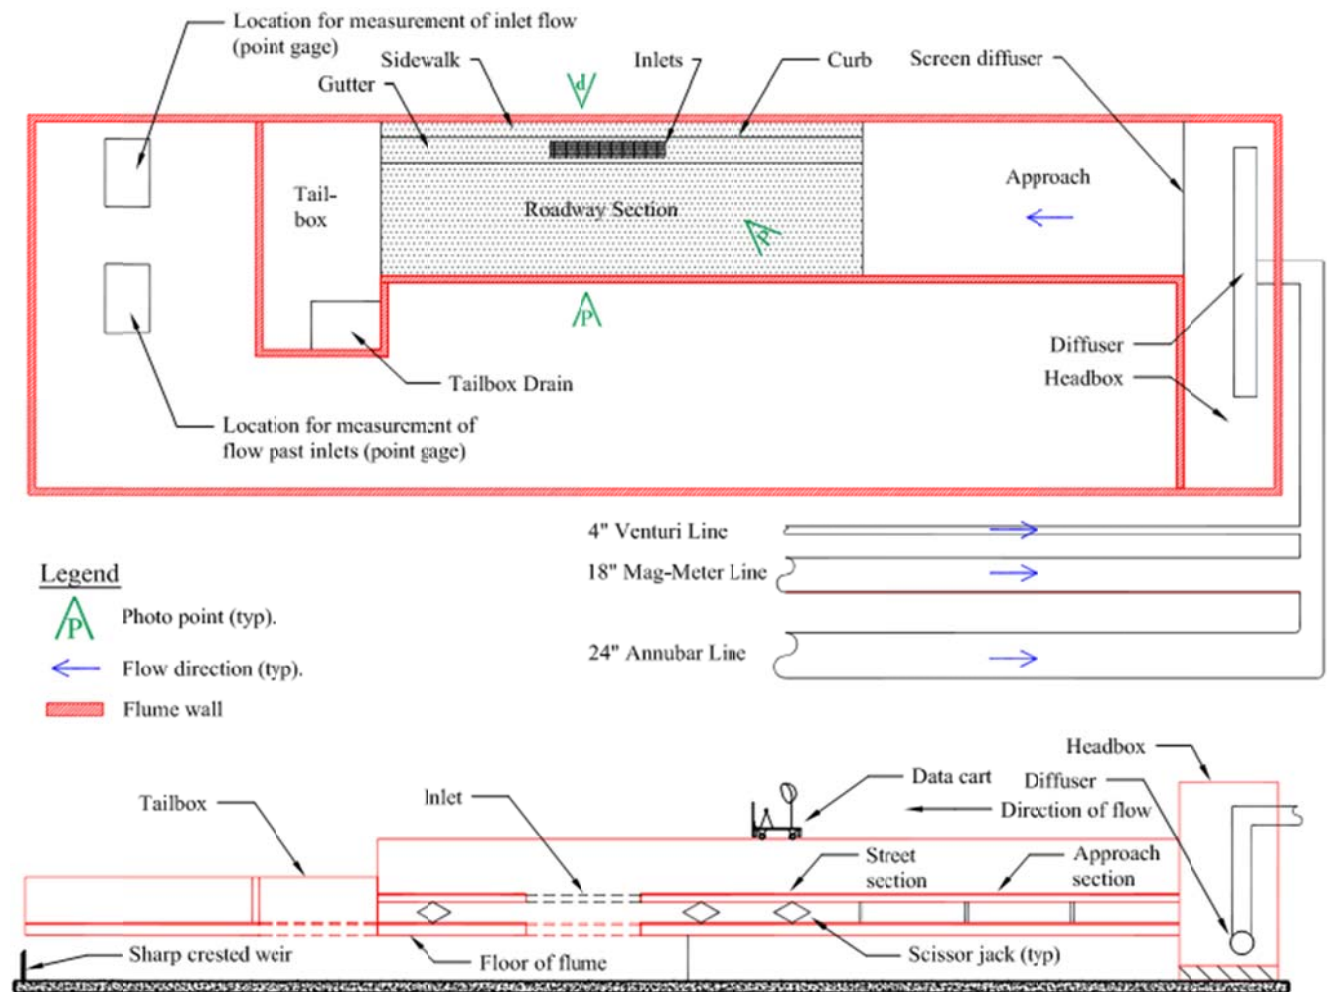 Location for measurement of inlet flow
(point gage)
Sidewalk
Inlets
Curb
Screen diffuser
Gutter
P
Tail-
box
Roadway Section
Approach
P
P
Diffuser
Headbox
Tailbox Drain
Location for measurement of
flow past inlets (point gage)
4" Venturi Line
18" Mag-Meter Line
24" Annubar Line
Legend
P
Photo point (typ).
Flow direction (typ).
Flume wall
Headbox
Data cart
Diffuser
Tailbox
Inlet
Direction of flow
Street
section
Approach
section
Sharp crested weir
Floor of flume
Scissor jack (typ)